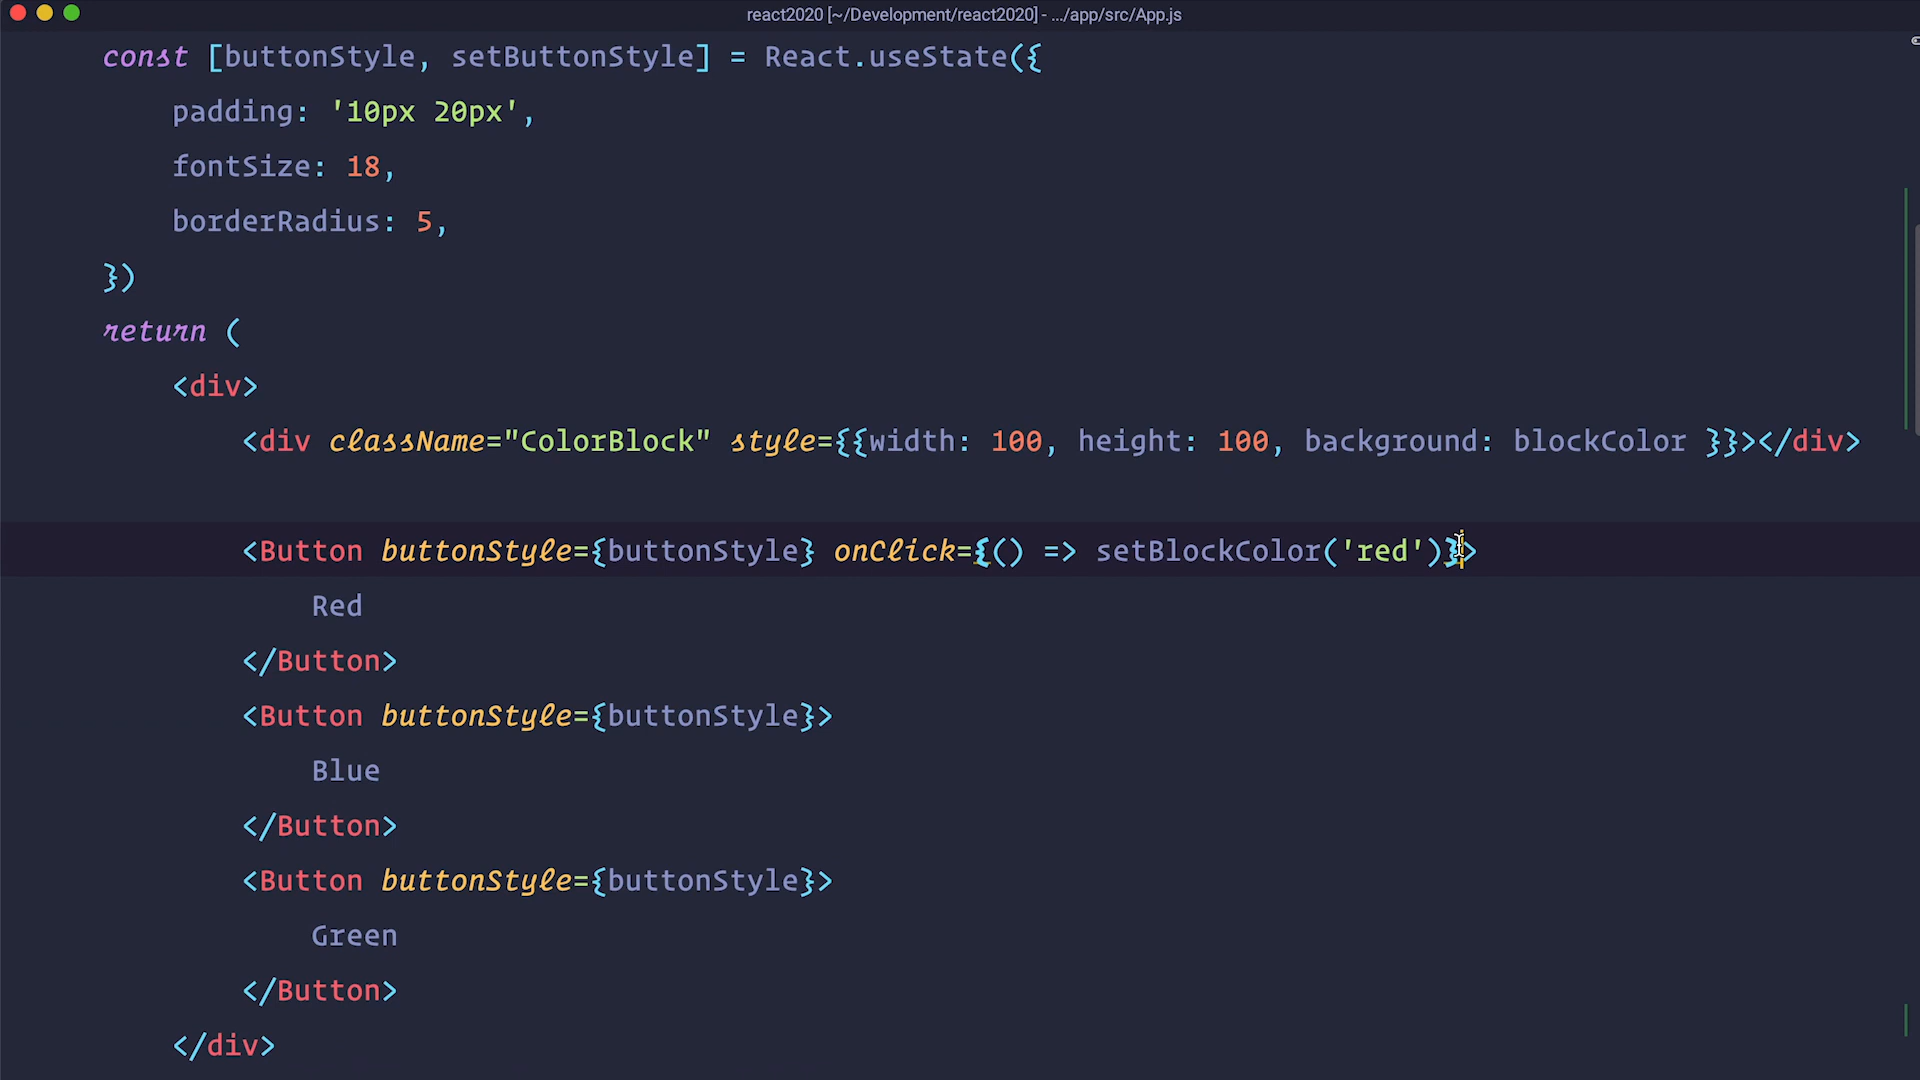 react2020 [~/Development/react2020] - .../app/src/App.js
const [buttonStyle, setButtonStyle] = React.useState({
padding: '10px 20px',
fontSize: 18,
borderRadius: 5,
})
return (
<div>
<div className="ColorBlock" style={{width: 100, height: 100, background: blockColor }}></div>
<Button buttonStyle={buttonStyle} onClick={() => setBlockColor('red')}>
Red
</Button>
<Button buttonStyle={buttonStyle}>
Blue
</Button>
<Button buttonStyle={buttonStyle}>
Green
</Button>
</div>